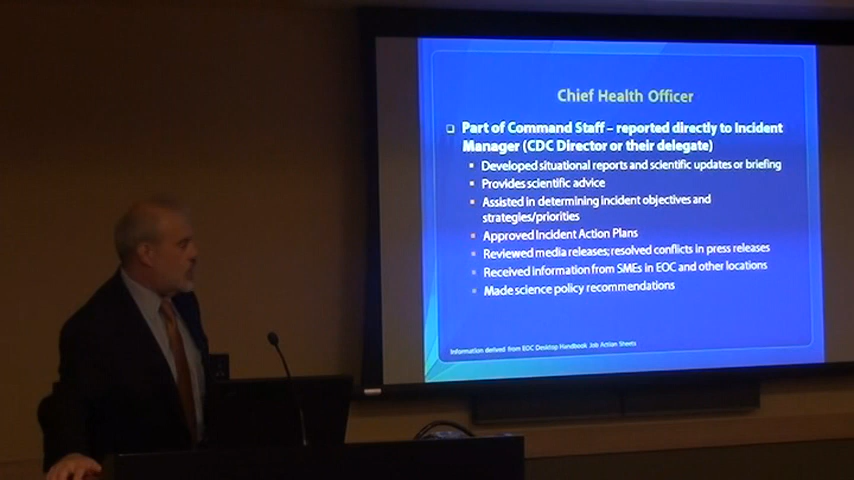 Chief Health Officer
Part of Command Staff – reported directly to Incident
Manager (CDC Director or their delegate)
Developed situational reports and scientific updates or briefing
Provides scientific advice
Assisted in determining incident objectives and
strategies/priorities
Approved Incident Action Plans
Reviewed media releases; resolved conflicts in press releases
Received information from SMEs in EOC and other locations
Made science policy recommendations
Information derived from EOC Desktop Handbook Job Action Sheets